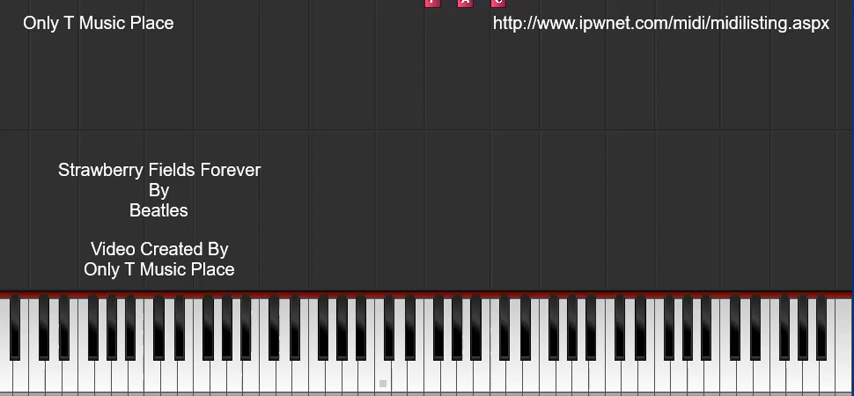 F A C
Only T Music Place
http://www.ipwnet.com/midi/midilisting.aspx
Strawberry Fields Forever
By
Beatles
Video Created By
Only T Music Place